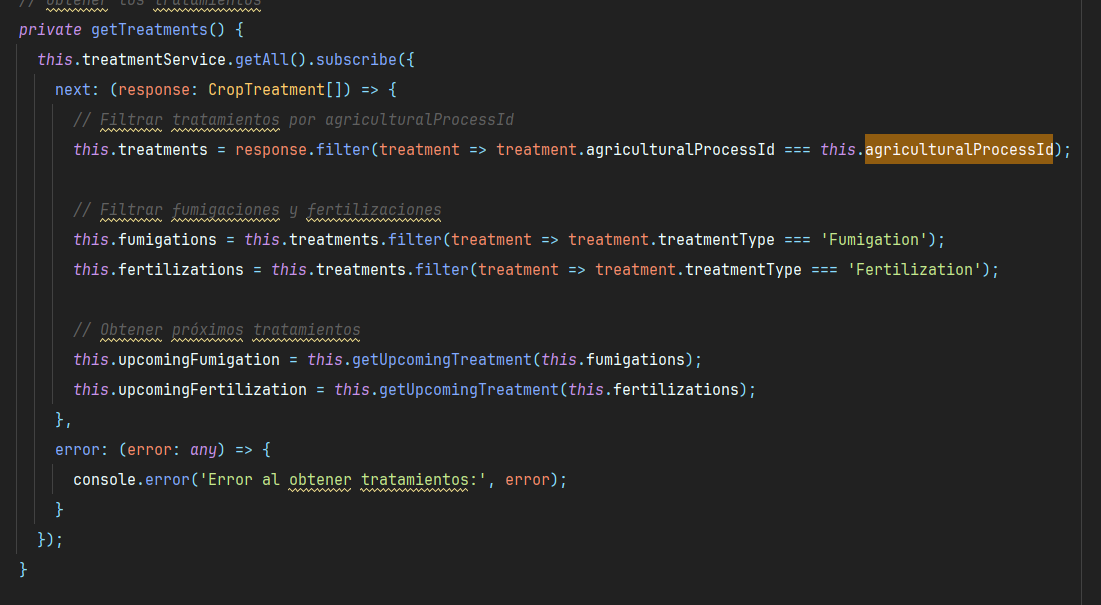 // Obtener los tratamientos
private getTreatments() {
this.treatmentService.getAll().subscribe({
next: (response: CropTreatment[]) => {
// Filtrar tratamientos por agriculturalProcessId
this.treatments = response.filter(treatment => treatment.agriculturalProcessId === this.agriculturalProcessId);
// Filtrar fumigaciones y fertilizaciones
this.fumigations = this.treatments.filter(treatment => treatment.treatmentType === 'Fumigation');
this.fertilizations = this.treatments.filter(treatment => treatment.treatmentType === 'Fertilization');
// Obtener próximos tratamientos
this.upcomingFumigation = this.getUpcomingTreatment(this.fumigations);
this.upcomingFertilization = this.getUpcomingTreatment(this.fertilizations);
},
error: (error: any) => {
console.error('Error al obtener tratamientos:', error);
}
});
}